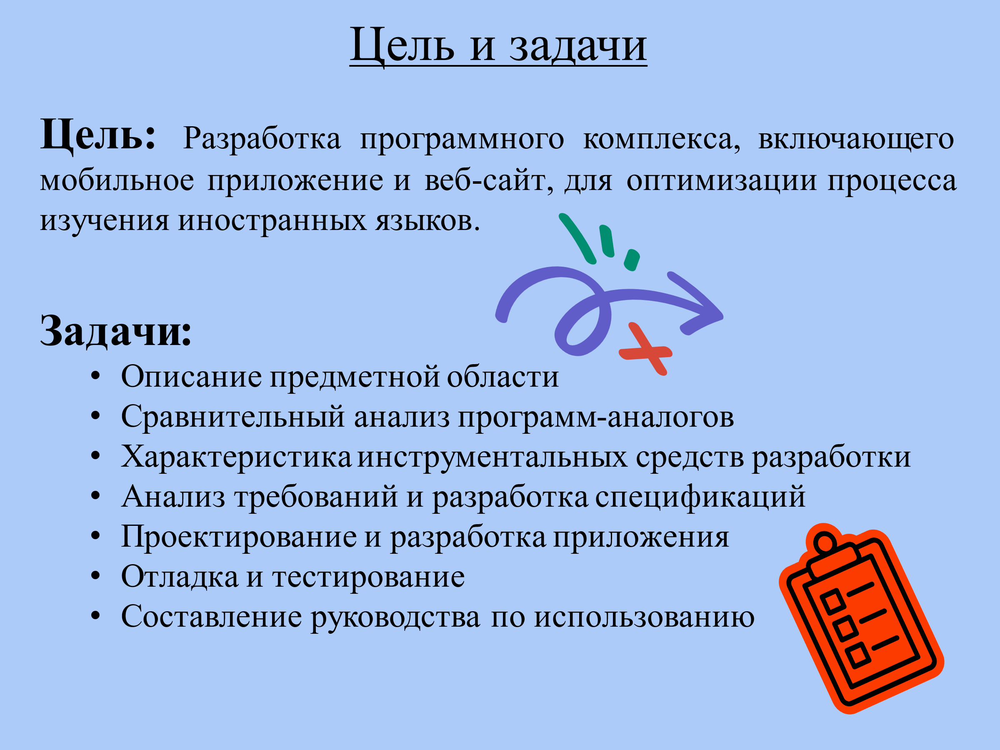 Цель и задачи
Цель: Разработка программного комплекса, включающего
мобильное приложение и веб-сайт, для оптимизации процесса
изучения иностранных языков.
Задачи:
• Описание предметной области
• Сравнительный анализ программ-аналогов
• Характеристика инструментальных средств разработки
• Анализ требований и разработка спецификаций
• Проектирование и разработка приложения
• Отладка и тестирование
• Составление руководства по использованию